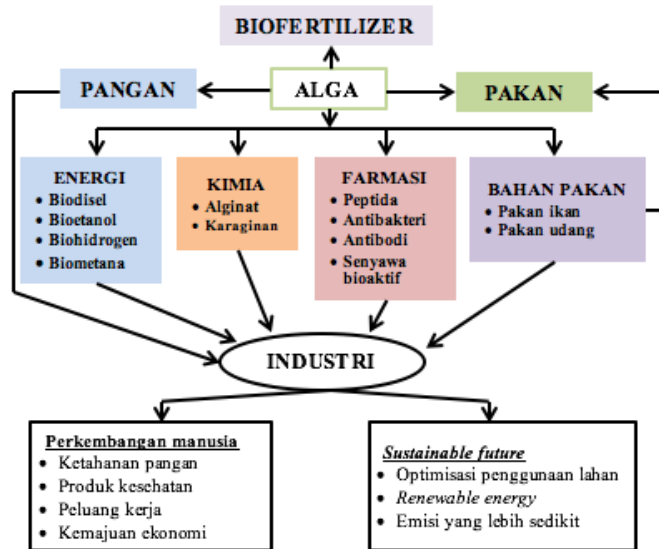 BIOFERTILIZER
PANGAN
ALGA
PAKAN
ENERGI
• Biodisel
• Bioetanol
• Biohidrogen
• Biometana
KIMIA
• Alginat
• Karaginan
FARMASI
• Peptida
• Antibakteri
• Antibodi
• Senyawa
bioaktif
BAHAN PAKAN
• Pakan ikan
• Pakan udang
INDUSTRI
Perkembangan manusia
• Ketahanan pangan
• Produk kesehatan
• Peluang kerja
• Kemajuan ekonomi
Sustainable future
• Optimisasi penggunaan lahan
• Renewable energy
• Emisi yang lebih sedikit